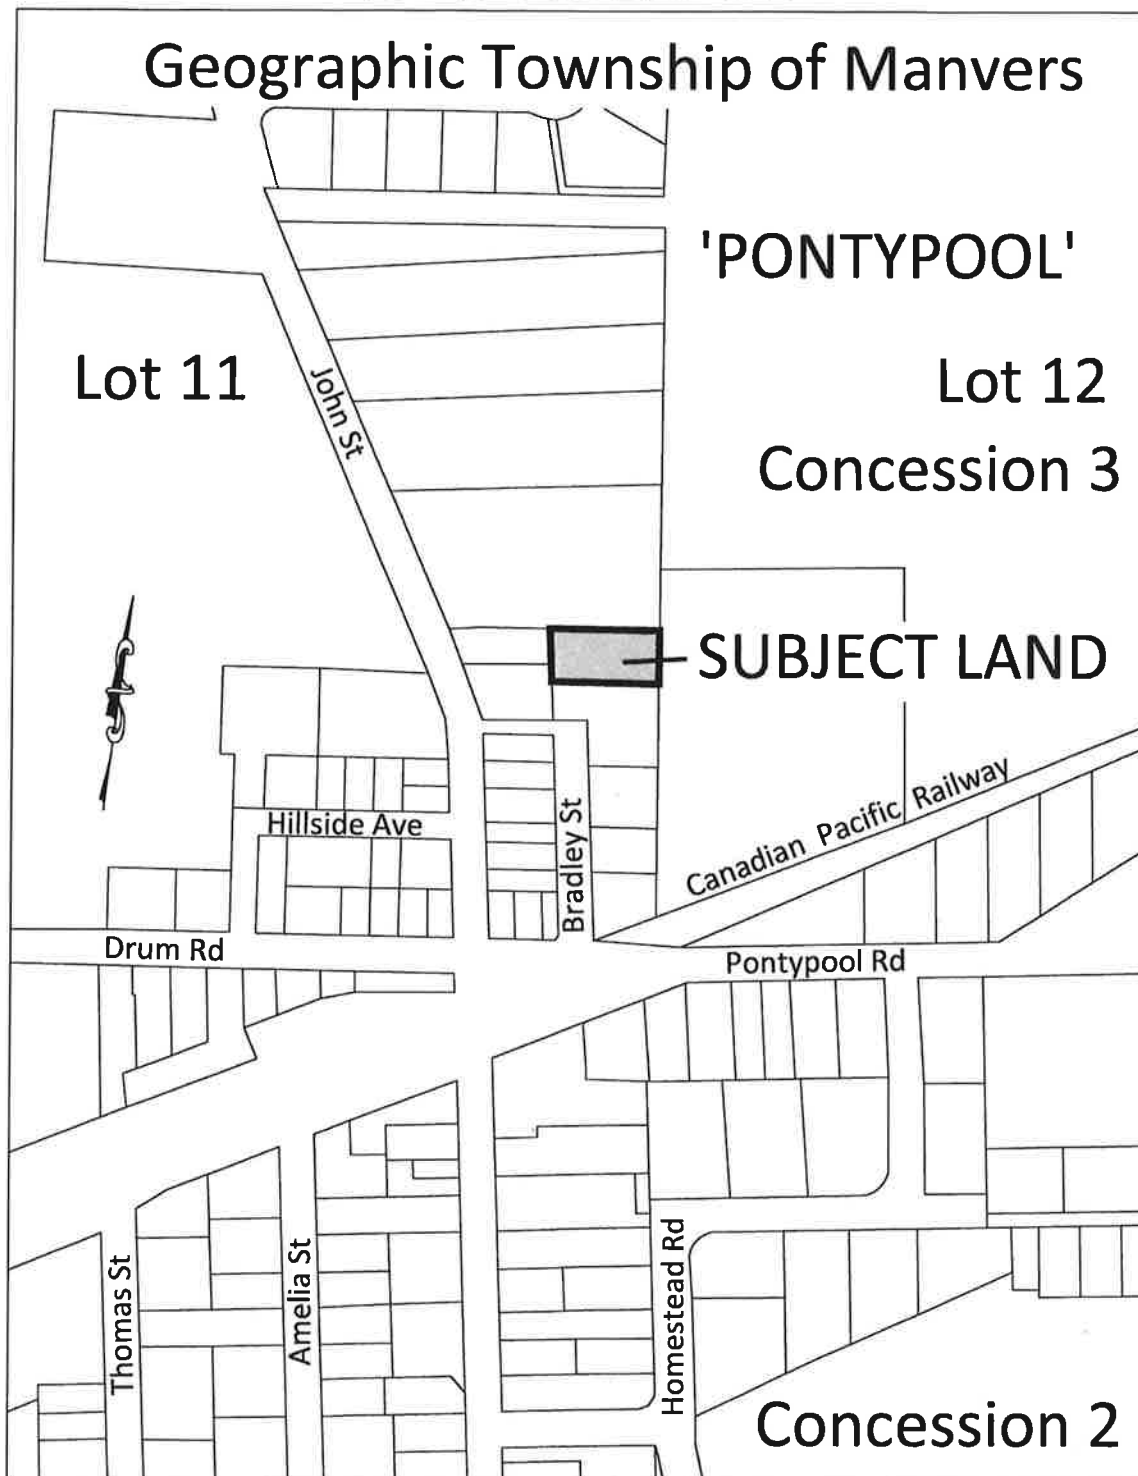 Geographic Township of Manvers
'PONTYPOOL'
Lot 11
John St
Lot 12
Concession 3
SUBJECT LAND
Canadian Pacific Railway
Hillside Ave
Bradley St
Drum Rd
Pontypool Rd
Thomas St
Amelia St
Homestead Rd
Concession 2